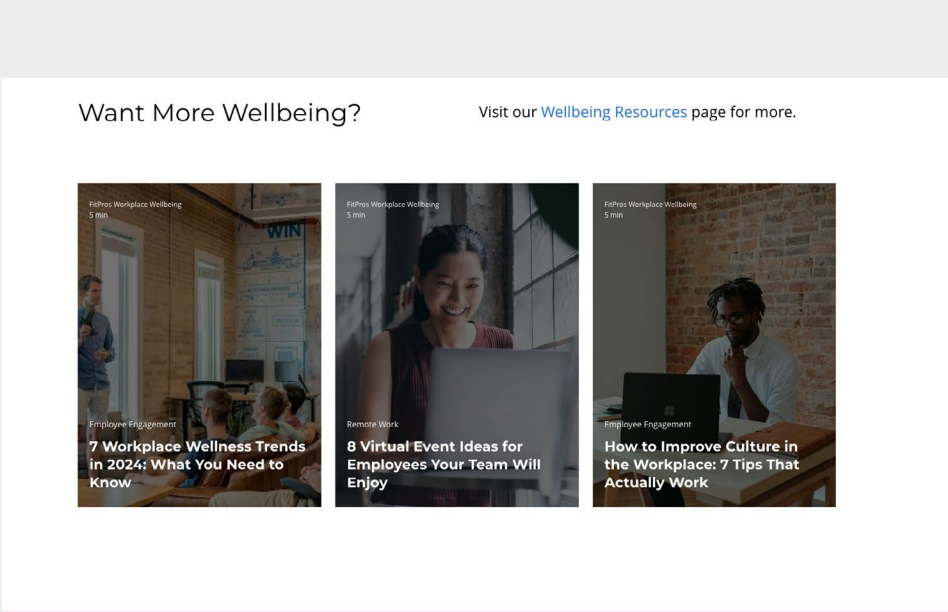 Want More Wellbeing?
Visit our Wellbeing Resources page for more.
FitPros Workplace Wellbeing
5 min
WIN
Employee Engagement
7 Workplace Wellness Trends
in 2024: What You Need to
Know
FitPros Workplace Wellbeing
5 min
Remote Work
8 Virtual Event Ideas for
Employees Your Team Will
Enjoy
FitPros Workplace Wellbeing
5 min
Employee Engagement
How to Improve Culture in
the Workplace: 7 Tips That
Actually Work